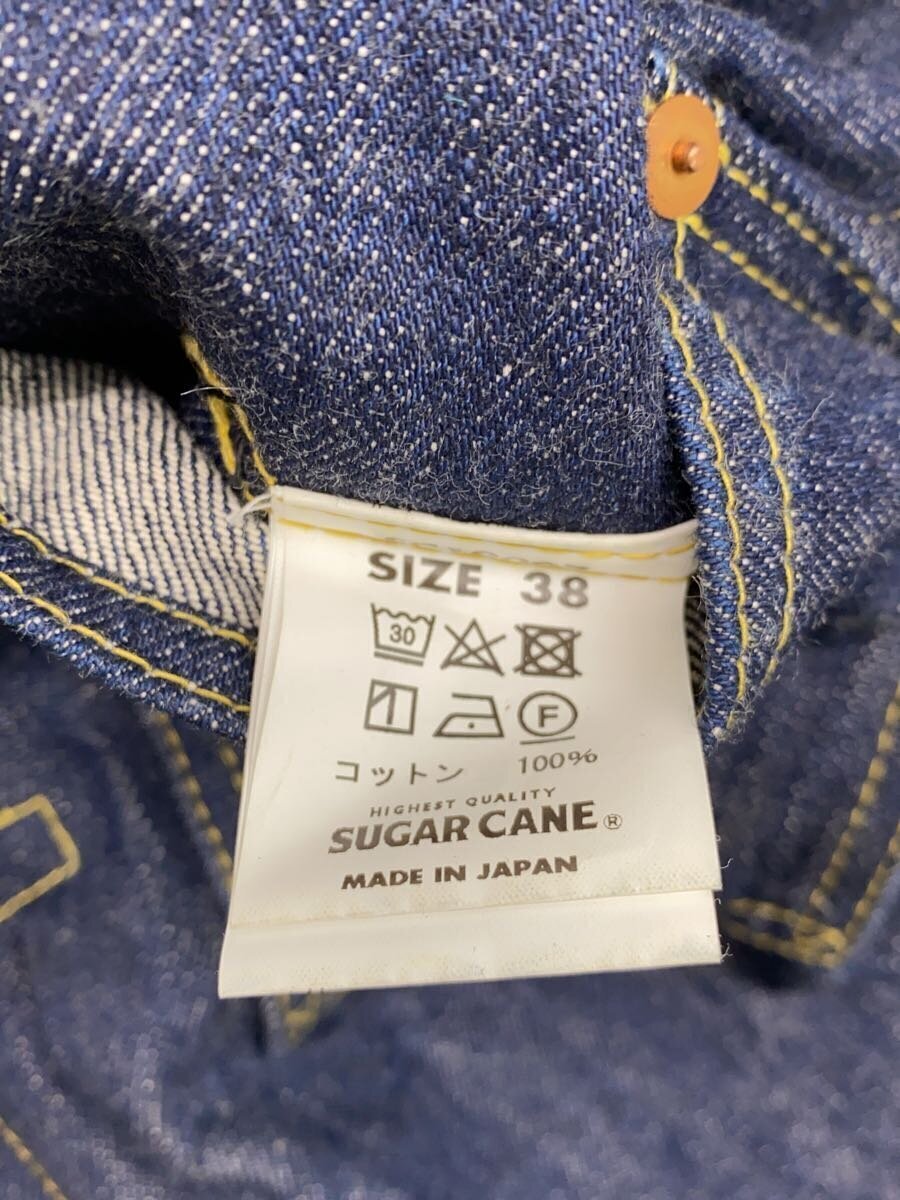 SIZE 38
30
F
コットン 100%
HIGHEST QUALITY
SUGAR CANE®
MADE IN JAPAN